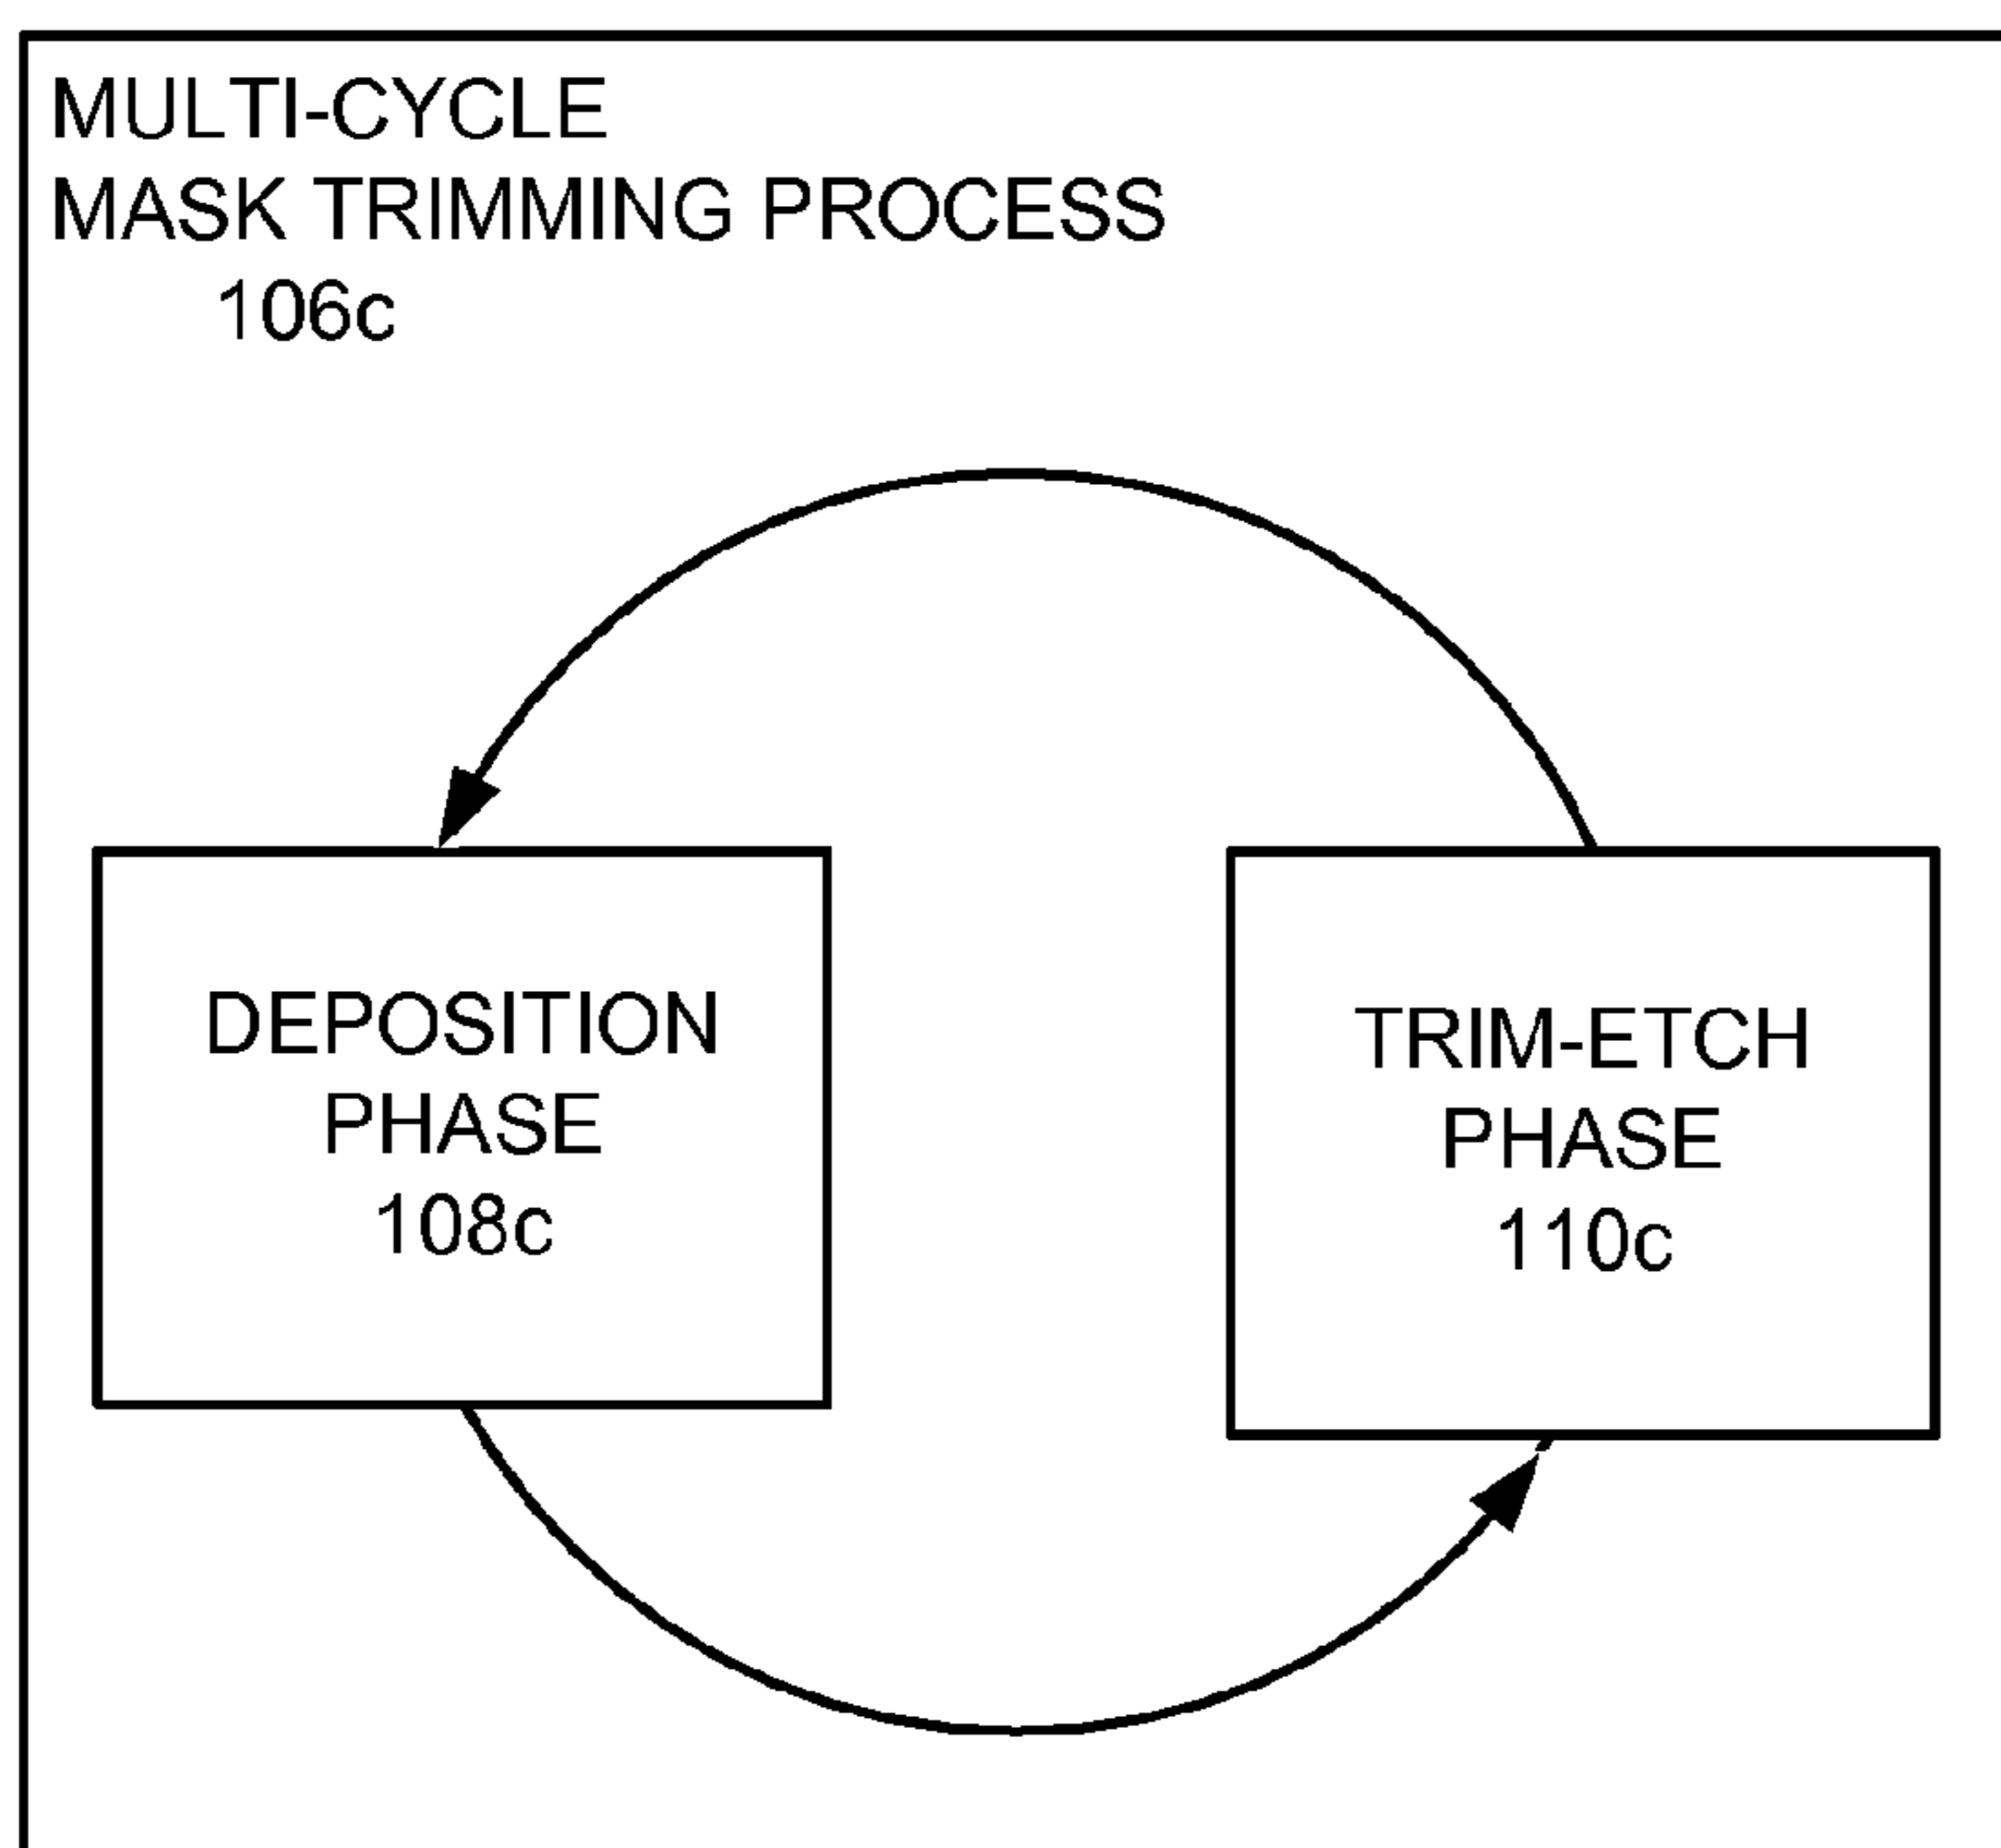 MULTI-CYCLE
MASK TRIMMING PROCESS
106c
DEPOSITION
PHASE
108c
TRIM-ETCH
PHASE
110c